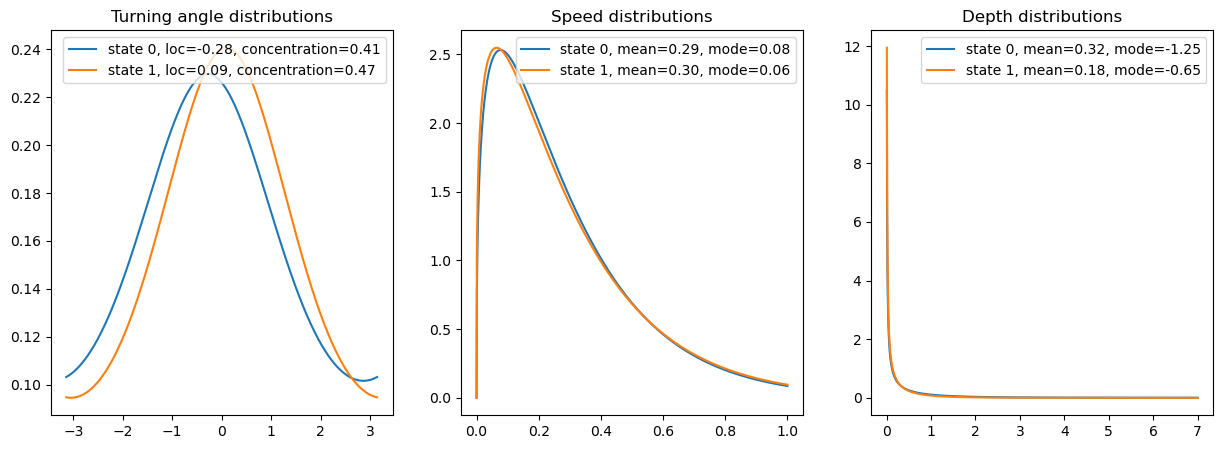 Turning angle distributions
state 0, loc=-0.28, concentration=0.41
state 1, loc=0.09, concentration=0.47
0.24
0.22
0.20
0.18
0.16
0.14
0.12
0.10
−3 −2 −1 0 1 2 3
Speed distributions
state 0, mean=0.29, mode=0.08
state 1, mean=0.30, mode=0.06
2.5
2.0
1.5
1.0
0.5
0.0
0.0 0.2 0.4 0.6 0.8 1.0
Depth distributions
state 0, mean=0.32, mode=-1.25
state 1, mean=0.18, mode=-0.65
12
10
8
6
4
2
0
0 1 2 3 4 5 6 7